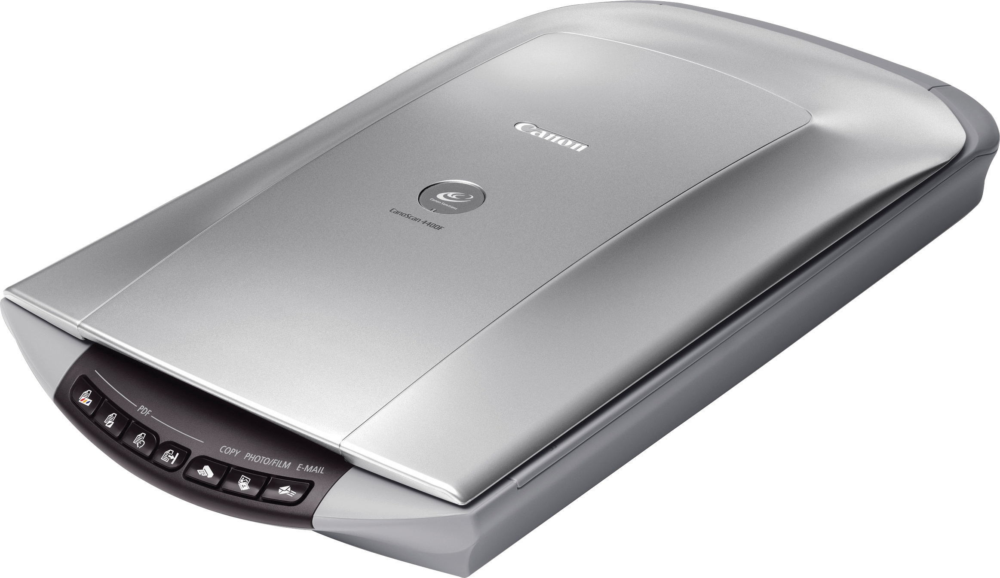 Canon
Canon Solutions
CanoScan 4400F
PDF
COPY PHOTO/FILM E-MAIL